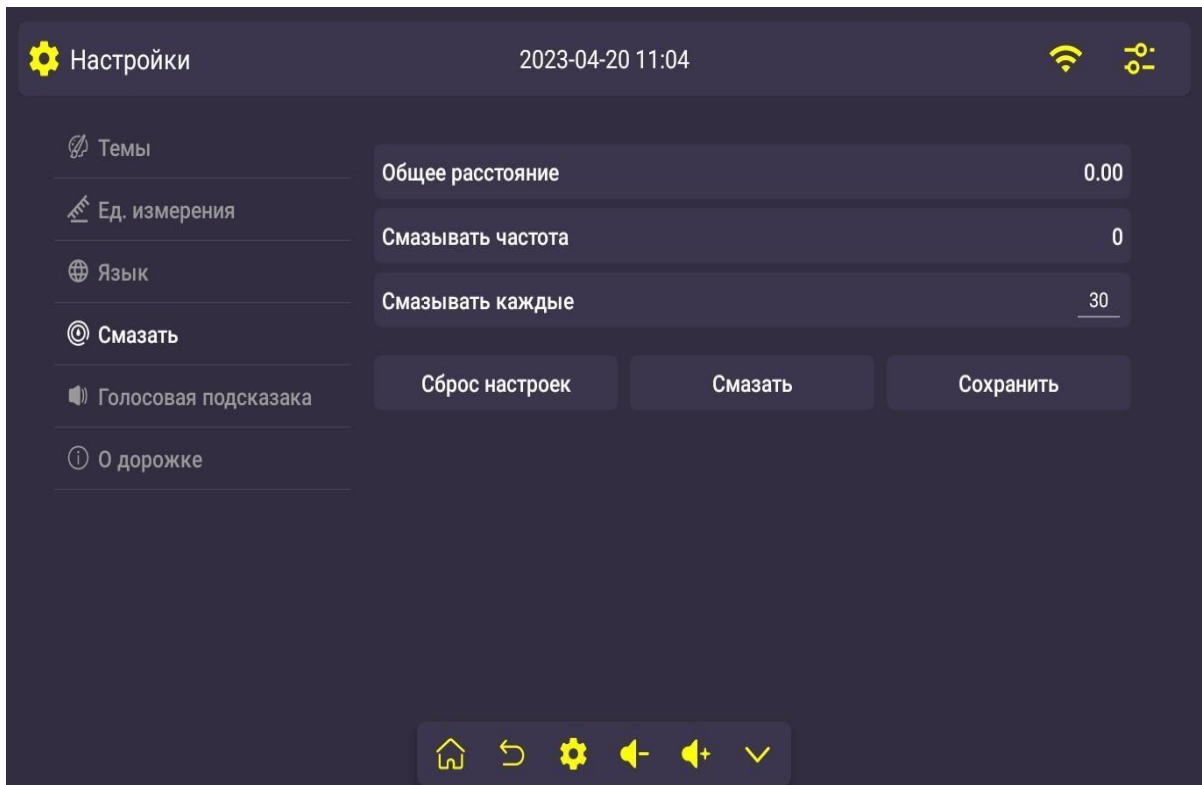 Настройки
2023-04-20 11:04
Темы
Ед. измерения
Язык
Смазать
Голосовая подсказака
О дорожке
Общее расстояние 0.00
Смазывать частота 0
Смазывать каждые 30
Сброс настроек
Смазать
Сохранить